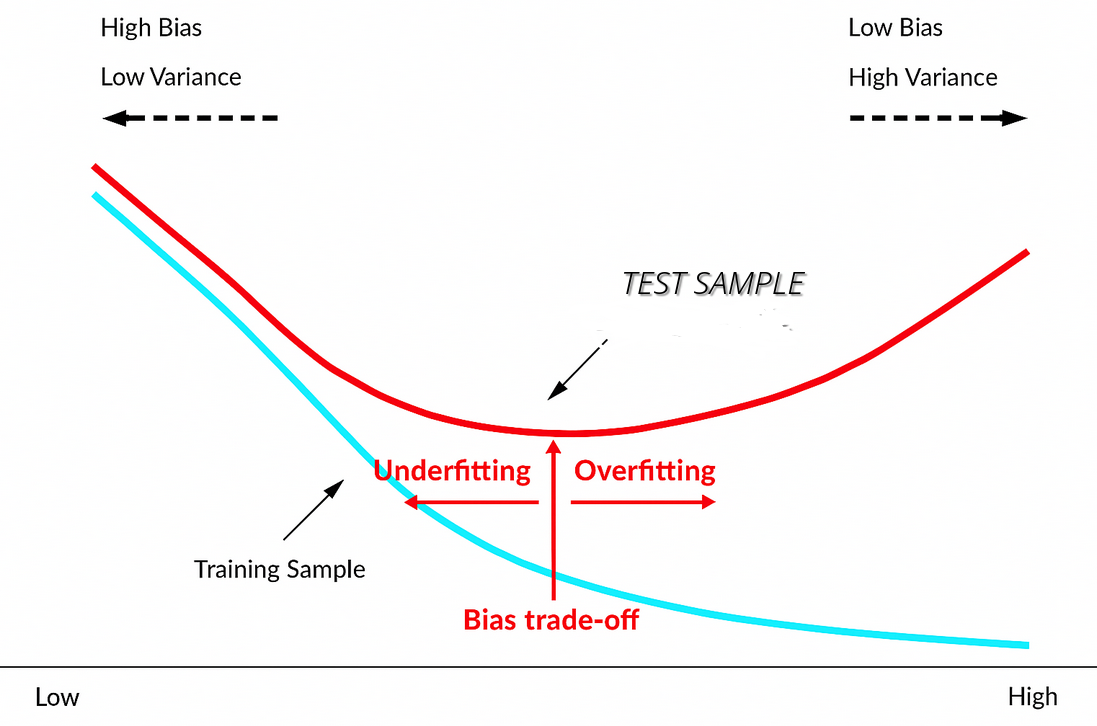 High Bias
Low Variance
Low Bias
High Variance
TEST SAMPLE
Underfitting
Overfitting
Training Sample
Bias trade-off
Low
High